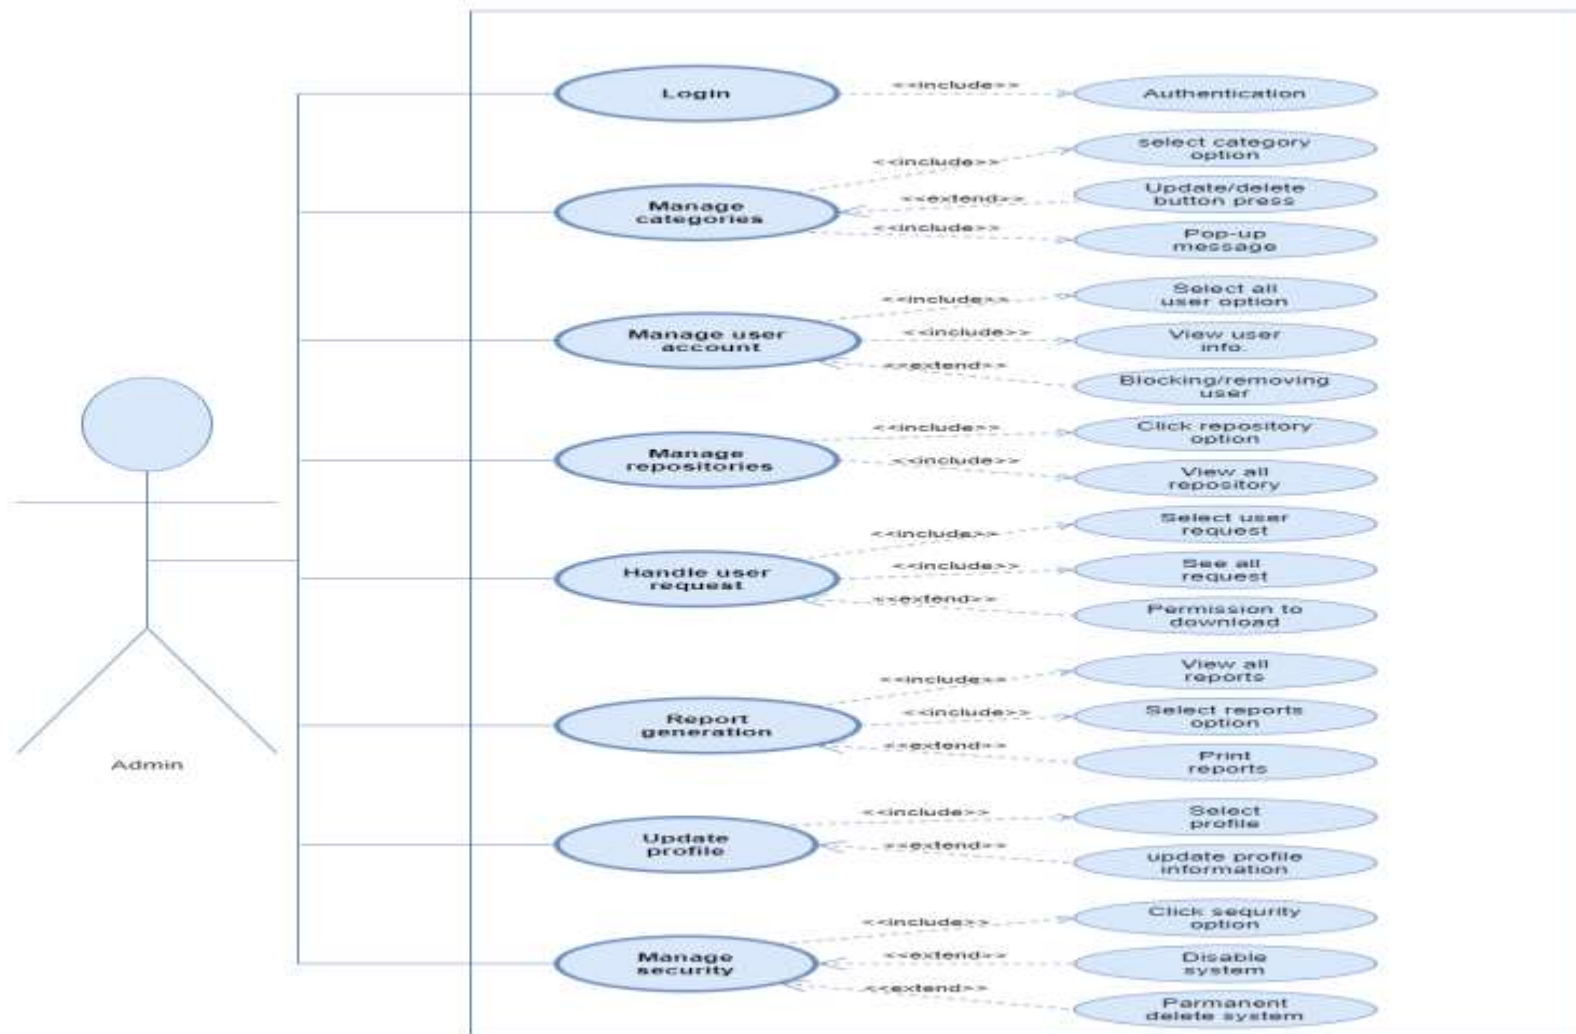 Login
<<include>>
Authentication
<<include>>
select category
option
Manage
categories
<<extend>>
Update/delete
button press
<<include>>
Pop-up
message
<<include>>
Select all
user option
Manage user
account
<<include>>
View user
info.
<<extend>>
Blocking/removing
user
<<include>>
Click repository
option
Manage
repositories
<<include>>
View all
repository
<<include>>
Select user
request
Handle user
request
<<include>>
See all
request
<<extend>>
Permission to
download
<<include>>
View all
reports
Report
generation
<<include>>
Select reports
option
<<extend>>
Print
reports
Admin
<<include>>
Select
profile
Update
profile
<<extend>>
update profile
information
<<include>>
Click sequrity
option
Manage
security
<<extend>>
Disable
system
<<extend>>
Parmanent
delete system